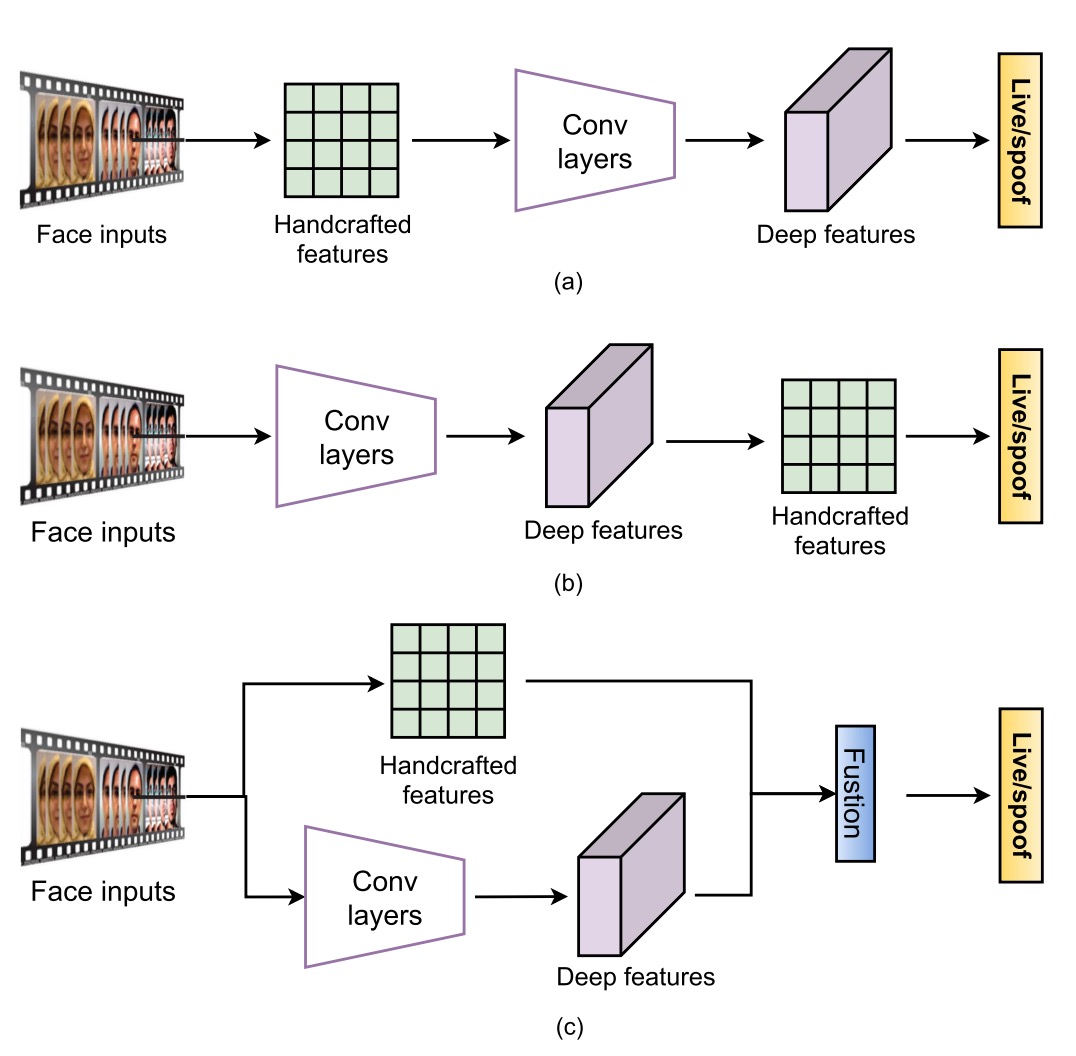 Face inputs
Handcrafted
features
Conv
layers
Deep features
Live/spoof
(a)
Face inputs
Conv
layers
Deep features
Handcrafted
features
Live/spoof
(b)
Face inputs
Handcrafted
features
Conv
layers
Deep features
Fustion
Live/spoof
(c)